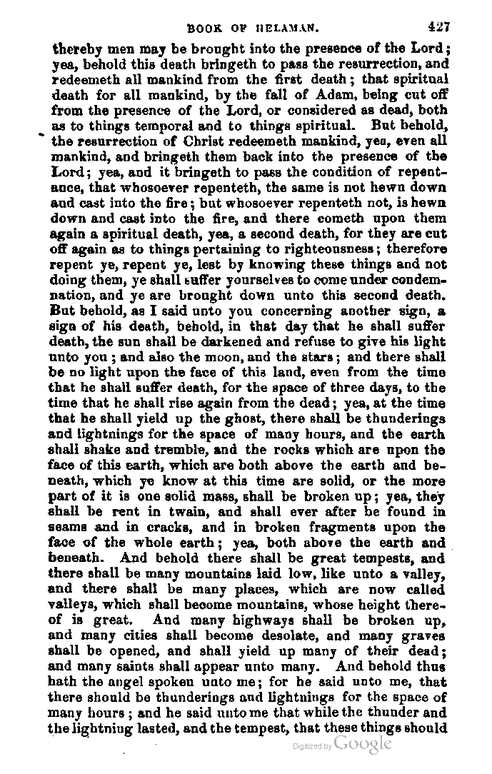 BOOK OF HELAMAN. 427
thereby men may be brought into the presence of the Lord;
yea, behold this death bringeth to pass the resurrection, and
redeemeth all mankind from the first death; that spiritual
death for all mankind, by the fall of Adam, being cut off
from the presence of the Lord, or considered as dead, both
as to things temporal and to things spiritual. But behold,
the resurrection of Christ redeemeth mankind, yea, even all
mankind, and bringeth them back into the presence of the
Lord; yea, and it bringeth to pass the condition of repent-
ance, that whosoever repenteth, the same is not hewn down
and cast into the fire; but whosoever repenteth not, is hewn
down and cast into the fire, and there cometh upon them
again a spiritual death, yea, a second death, for they are cut
off again as to things pertaining to righteousness; therefore
repent ye, repent ye, lest by knowing these things and not
doing them, ye shall suffer yourselves to come under condem-
nation, and ye are brought down unto this second death.
But behold, as I said unto you concerning another sign, a
sign of his death, behold, in that day that he shall suffer
death, the sun shall be darkened and refuse to give his light
unto you; and also the moon, and the stars; and there shall
be no light upon the face of this land, even from the time
that he shall suffer death, for the space of three days, to the
time that he shall rise again from the dead; yea, at the time
that he shall yield up the ghost, there shall be thunderings
and lightnings for the space of many hours, and the earth
shall shake and tremble, and the rocks which are upon the
face of this earth, which are both above the earth and be-
neath, which ye know at this time are solid, or the more
part of it is one solid mass, shall be broken up; yea, they
shall be rent in twain, and shall ever after be found in
seams and in cracks, and in broken fragments upon the
face of the whole earth; yea, both above the earth and
beneath. And behold there shall be great tempests, and
there shall be many mountains laid low, like unto a valley,
and there shall be many places, which are now called
valleys, which shall become mountains, whose height there-
of is great. And many highways shall be broken up,
and many cities shall become desolate, and many graves
shall be opened, and shall yield up many of their dead;
and many saints shall appear unto many. And behold thus
hath the angel spoken unto me; for he said unto me, that
there should be thunderings and lightnings for the space of
many hours; and he said unto me that while the thunder and
the lightning lasted, and the tempest, that these things should
Digitized by Google